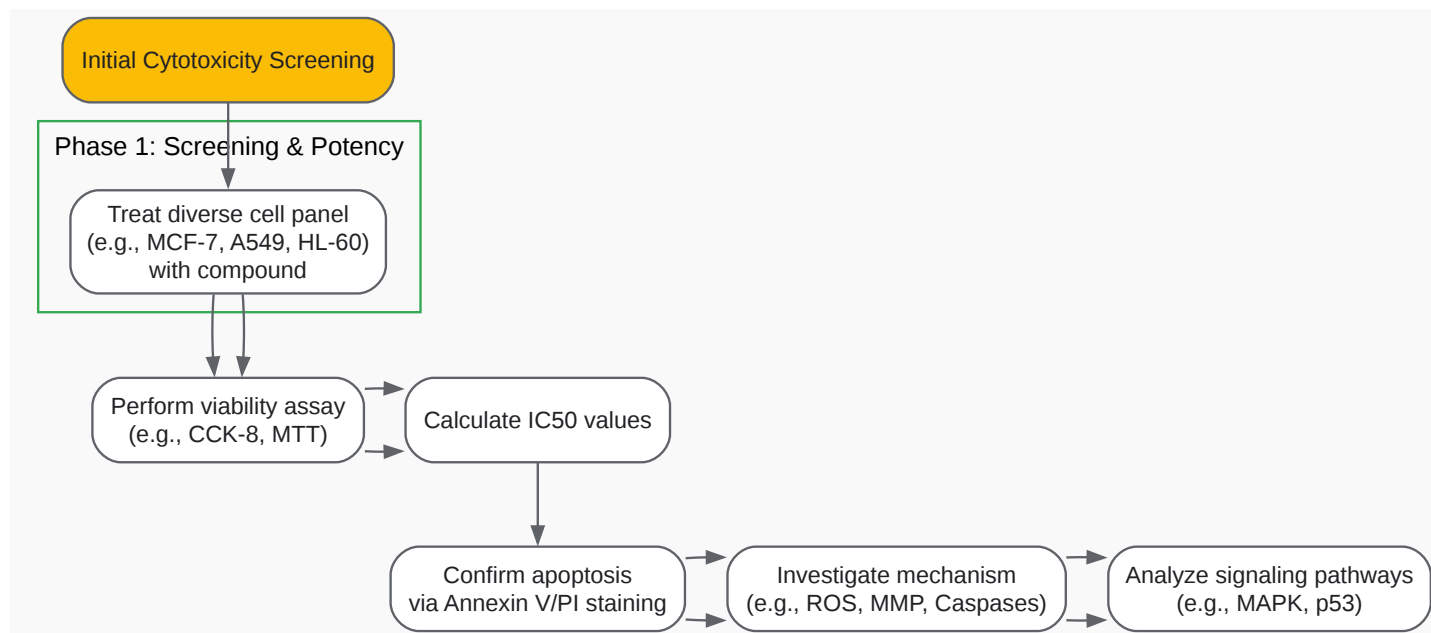 Initial Cytotoxicity Screening
Phase 1: Screening & Potency
Treat diverse cell panel
(e.g., MCF-7, A549, HL-60)
with compound
Perform viability assay
(e.g., CCK-8, MTT)
Calculate IC50 values
Confirm apoptosis
via Annexin V/PI staining
Investigate mechanism
(e.g., ROS, MMP, Caspases)
Analyze signaling pathways
(e.g., MAPK, p53)